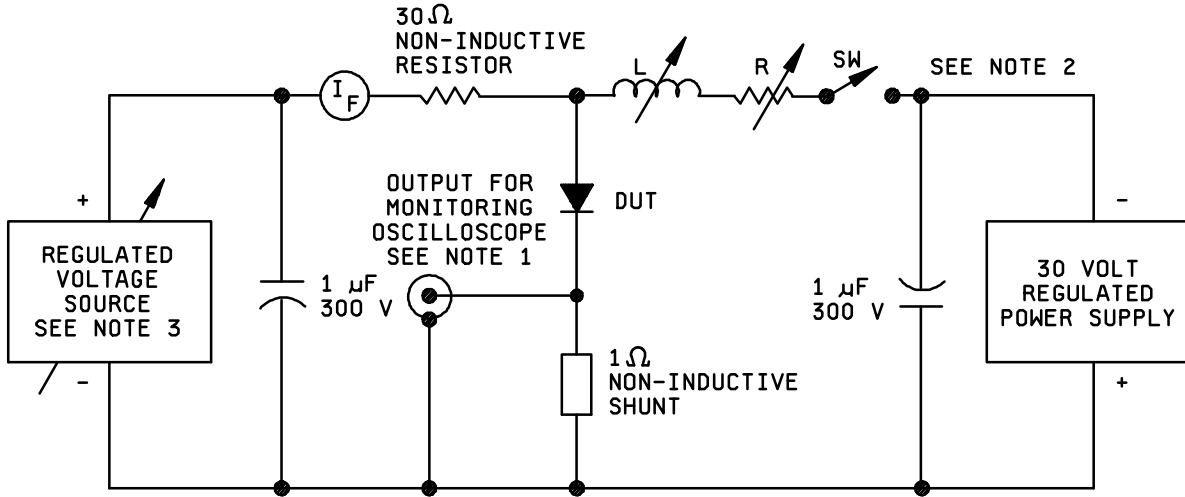 30Ω
NON-INDUCTIVE
RESISTOR
I F
L
R
SW
SEE NOTE 2
+
REGULATED
VOLTAGE
SOURCE
SEE NOTE 3
-
1 µF
300 V
OUTPUT FOR
MONITORING
OSCILLOSCOPE
SEE NOTE 1
DUT
1Ω
NON-INDUCTIVE
SHUNT
1 µF
300 V
-
30 VOLT
REGULATED
POWER SUPPLY
+